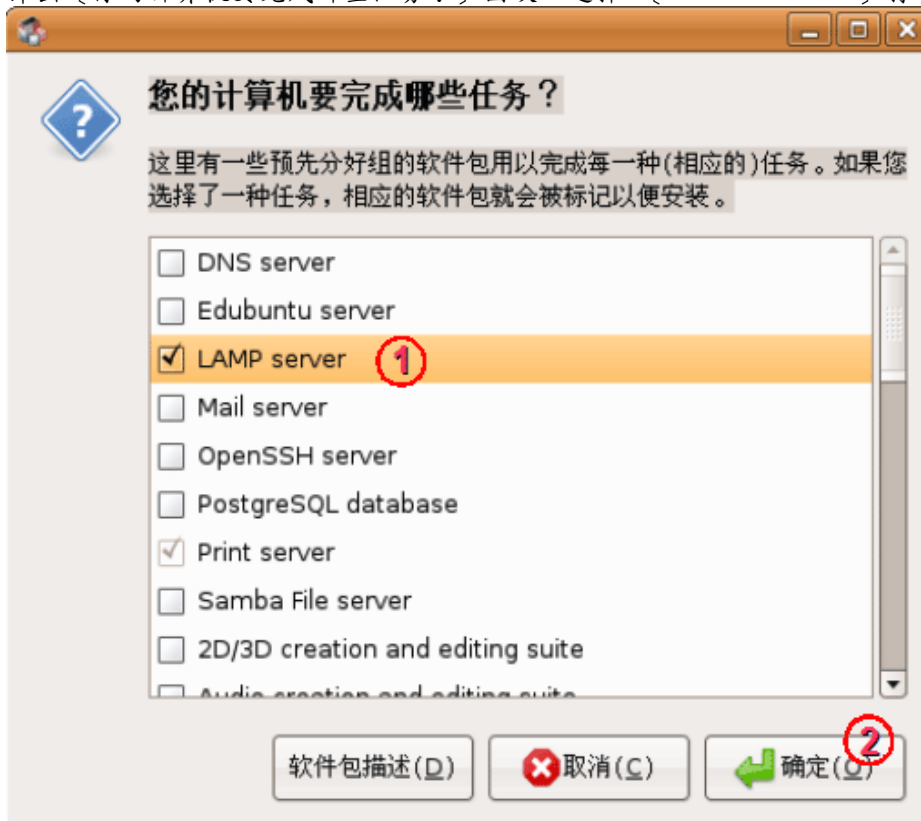 您的计算机要完成哪些任务？
这里有一些预先分好组的软件包用以完成每一种(相应的)任务。如果您
选择了一种任务，相应的软件包就会被标记以便安装。
DNS server
Edubuntu server
LAMP server 1
Mail server
OpenSSH server
PostgreSQL database
Print server
Samba File server
2D/3D creation and editing suite
Audio creation and editing suite
软件包描述(D) 取消(C) 确定(O) 2